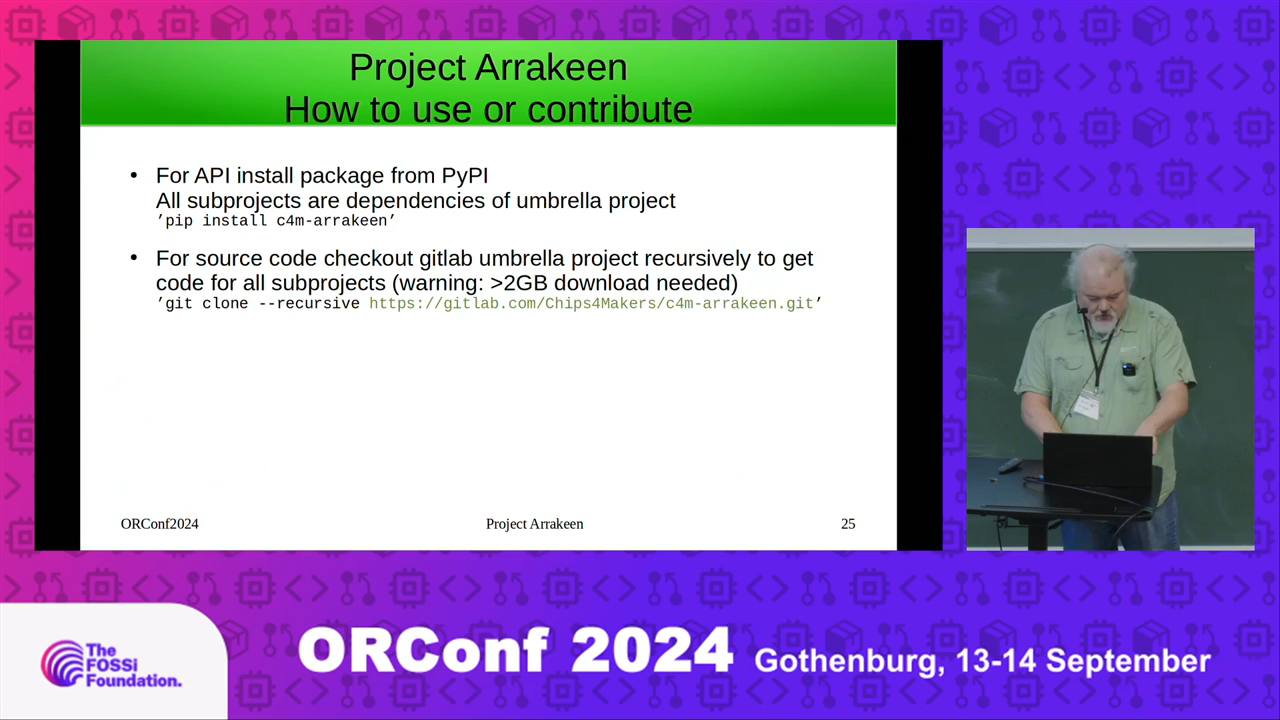 Project Arrakeen
How to use or contribute
• For API install package from PyPI
All subprojects are dependencies of umbrella project
’pip install c4m-arrakeen’
• For source code checkout gitlab umbrella project recursively to get
code for all subprojects (warning: >2GB download needed)
’git clone --recursive https://gitlab.com/Chips4Makers/c4m-arrakeen.git’
ORConf2024
Project Arrakeen
25
The
FOSSi
Foundation.
ORConf 2024 Gothenburg, 13-14 September